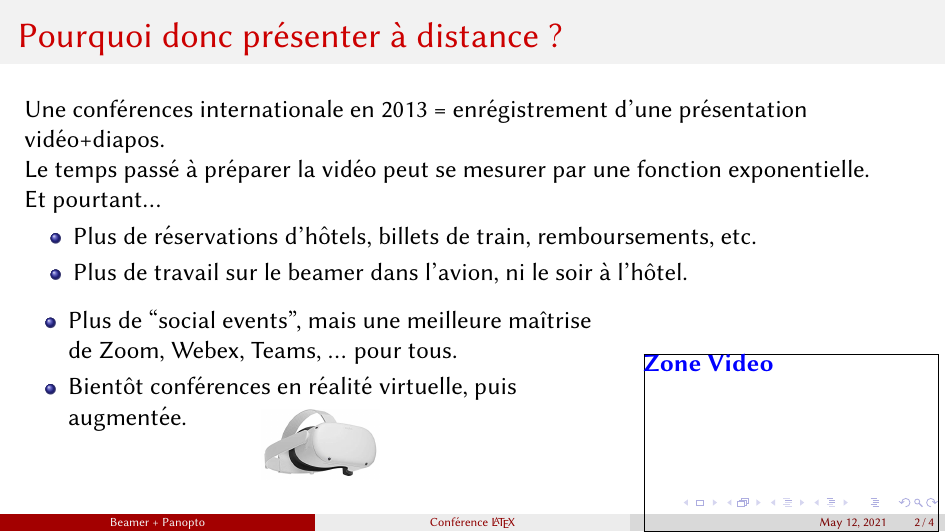 Pourquoi donc présenter à distance ?
Une conférences internationale en 2013 = enrégistrement d’une présentation
vidéo+diapos.
Le temps passé à préparer la vidéo peut se mesurer par une fonction exponentielle.
Et pourtant...
Plus de réservations d’hôtels, billets de train, remboursements, etc.
Plus de travail sur le beamer dans l’avion, ni le soir à l’hôtel.
Plus de “social events”, mais une meilleure maîtrise
de Zoom, Webex, Teams, ... pour tous.
Bientôt conférences en réalité virtuelle, puis
augmentée.
Zone Video
Beamer + Panopto Conférence LATEX May 12, 2021 2 / 4